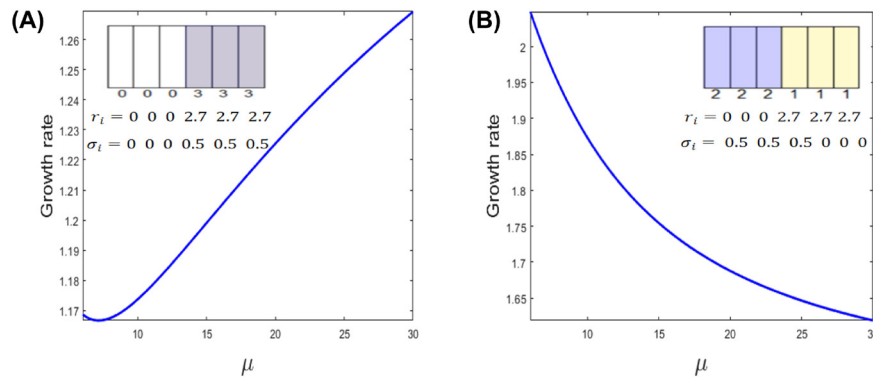 (A)
1.26
1.25
1.24
1.23
1.22
1.21
1.2
1.19
1.18
1.17
Growth rate
0 0 0 3 3 3
r_i = 0 0 0 2.7 2.7 2.7
σ_i = 0 0 0 0.5 0.5 0.5
10 15 20 25 30
μ
(B)
2
1.95
1.9
1.85
1.8
1.75
1.7
1.65
Growth rate
2 2 2 1 1 1
r_i = 0 0 0 2.7 2.7 2.7
σ_i = 0.5 0.5 0.5 0 0 0
10 15 20 25
μ